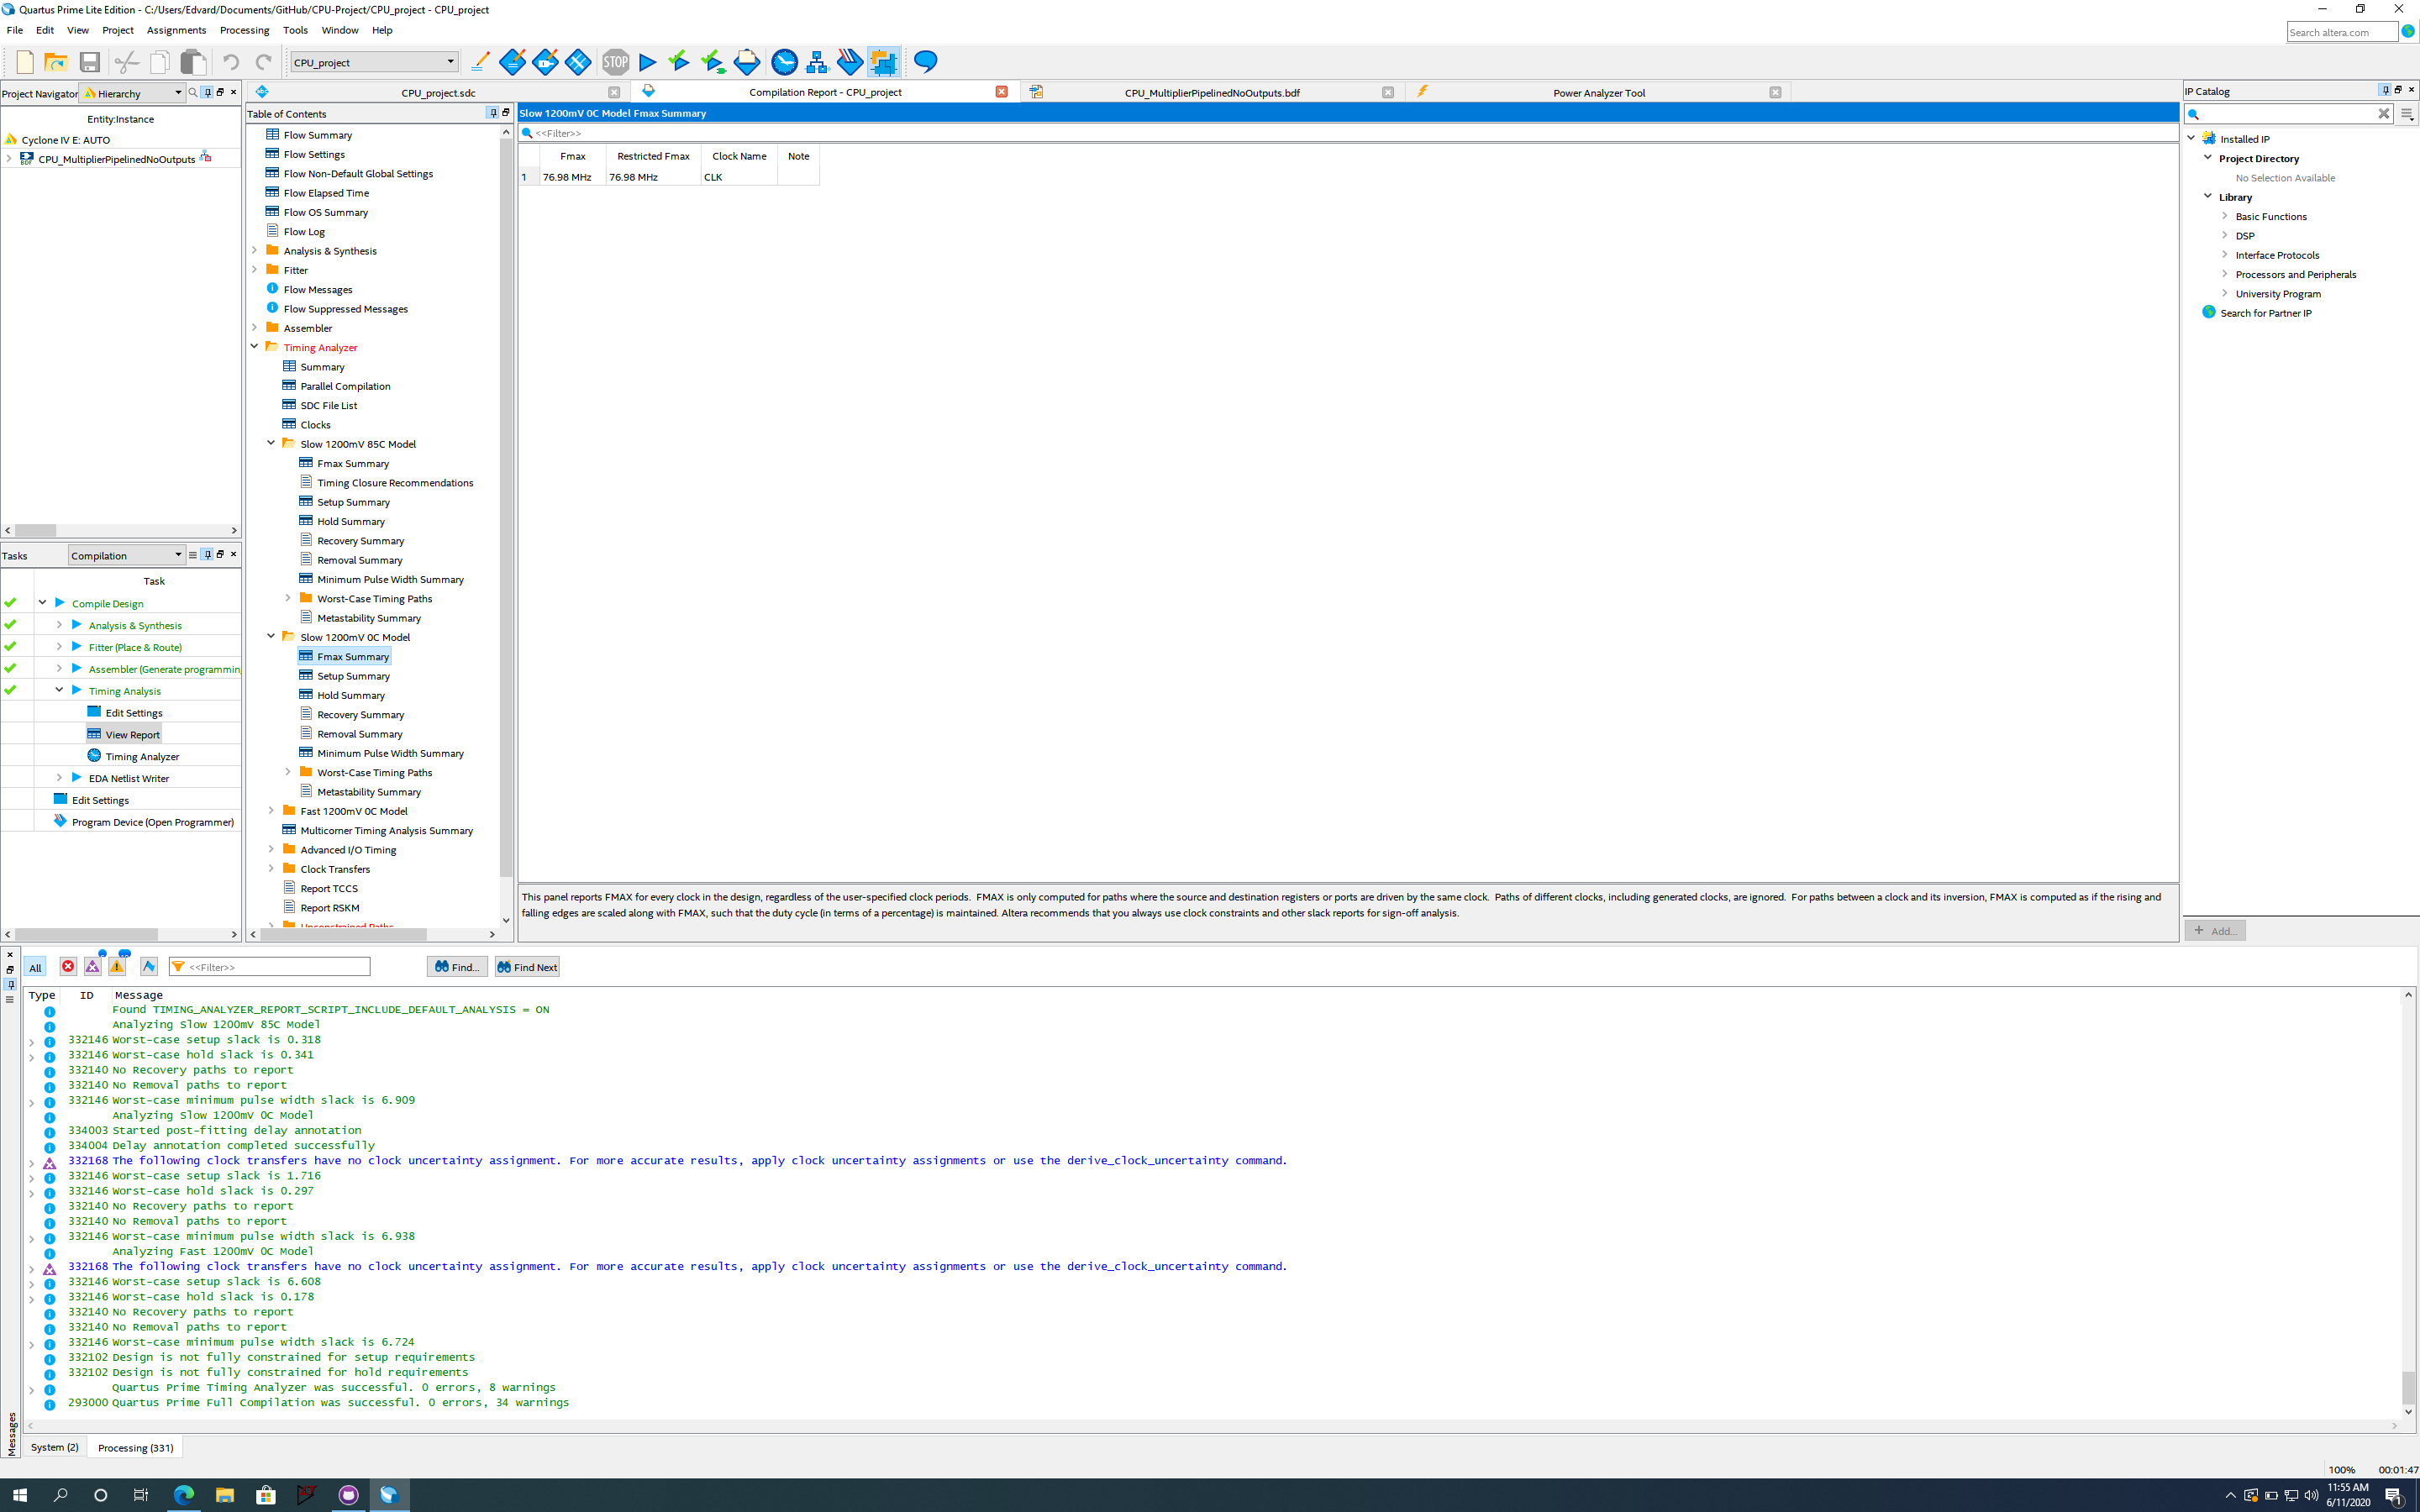 Quartus Prime Lite Edition - C:/Users/Edvard/Documents/GitHub/CPU-Project/CPU_project - CPU_project
File Edit View Project Assignments Processing Tools Window Help
Search altera.com
CPU_project
STOP
Project Navigator Hierarchy
Entity:Instance
Cyclone IV E: AUTO
CPU_MultiplierPipelinedNoOutputs
Tasks Compilation
Task
Compile Design
Analysis & Synthesis
Fitter (Place & Route)
Assembler (Generate programmin
Timing Analysis
Edit Settings
View Report
Timing Analyzer
EDA Netlist Writer
Edit Settings
Program Device (Open Programmer)
CPU_project.sdc
Compilation Report - CPU_project
CPU_MultiplierPipelinedNoOutputs.bdf
Power Analyzer Tool
Table of Contents
Flow Summary
Flow Settings
Flow Non-Default Global Settings
Flow Elapsed Time
Flow OS Summary
Flow Log
Analysis & Synthesis
Fitter
Flow Messages
Flow Suppressed Messages
Assembler
Timing Analyzer
Summary
Parallel Compilation
SDC File List
Clocks
Slow 1200mV 85C Model
Fmax Summary
Timing Closure Recommendations
Setup Summary
Hold Summary
Recovery Summary
Removal Summary
Minimum Pulse Width Summary
Worst-Case Timing Paths
Metastability Summary
Slow 1200mV 0C Model
Fmax Summary
Setup Summary
Hold Summary
Recovery Summary
Removal Summary
Minimum Pulse Width Summary
Worst-Case Timing Paths
Metastability Summary
Fast 1200mV 0C Model
Multicorner Timing Analysis Summary
Advanced I/O Timing
Clock Transfers
Report TCCS
Report RSKM
Unconstrained Paths
Slow 1200mV 0C Model Fmax Summary
<<Filter>>
Fmax Restricted Fmax Clock Name Note
1 76.98 MHz 76.98 MHz CLK
This panel reports FMAX for every clock in the design, regardless of the user-specified clock periods. FMAX is only computed for paths where the source and destination registers or ports are driven by the same clock. Paths of different clocks, including generated clocks, are ignored. For paths between a clock and its inversion, FMAX is computed as if the rising and
falling edges are scaled along with FMAX, such that the duty cycle (in terms of a percentage) is maintained. Altera recommends that you always use clock constraints and other slack reports for sign-off analysis.
IP Catalog
Installed IP
Project Directory
No Selection Available
Library
Basic Functions
DSP
Interface Protocols
Processors and Peripherals
University Program
Search for Partner IP
+ Add...
All <<Filter>> Find... Find Next
Type ID Message
Found TIMING_ANALYZER_REPORT_SCRIPT_INCLUDE_DEFAULT_ANALYSIS = ON
Analyzing Slow 1200mV 85C Model
332146 Worst-case setup slack is 0.318
332146 Worst-case hold slack is 0.341
332140 No Recovery paths to report
332140 No Removal paths to report
332146 Worst-case minimum pulse width slack is 6.909
Analyzing Slow 1200mV 0C Model
334003 Started post-fitting delay annotation
334004 Delay annotation completed successfully
332168 The following clock transfers have no clock uncertainty assignment. For more accurate results, apply clock uncertainty assignments or use the derive_clock_uncertainty command.
332146 Worst-case setup slack is 1.716
332146 Worst-case hold slack is 0.297
332140 No Recovery paths to report
332140 No Removal paths to report
332146 Worst-case minimum pulse width slack is 6.938
Analyzing Fast 1200mV 0C Model
332168 The following clock transfers have no clock uncertainty assignment. For more accurate results, apply clock uncertainty assignments or use the derive_clock_uncertainty command.
332146 Worst-case setup slack is 6.608
332146 Worst-case hold slack is 0.178
332140 No Recovery paths to report
332140 No Removal paths to report
332146 Worst-case minimum pulse width slack is 6.724
332102 Design is not fully constrained for setup requirements
332102 Design is not fully constrained for hold requirements
Quartus Prime Timing Analyzer was successful. 0 errors, 8 warnings
293000 Quartus Prime Full Compilation was successful. 0 errors, 34 warnings
Messages
System (2) Processing (331)
100% 00:01:47
11:55 AM
6/11/2020
1